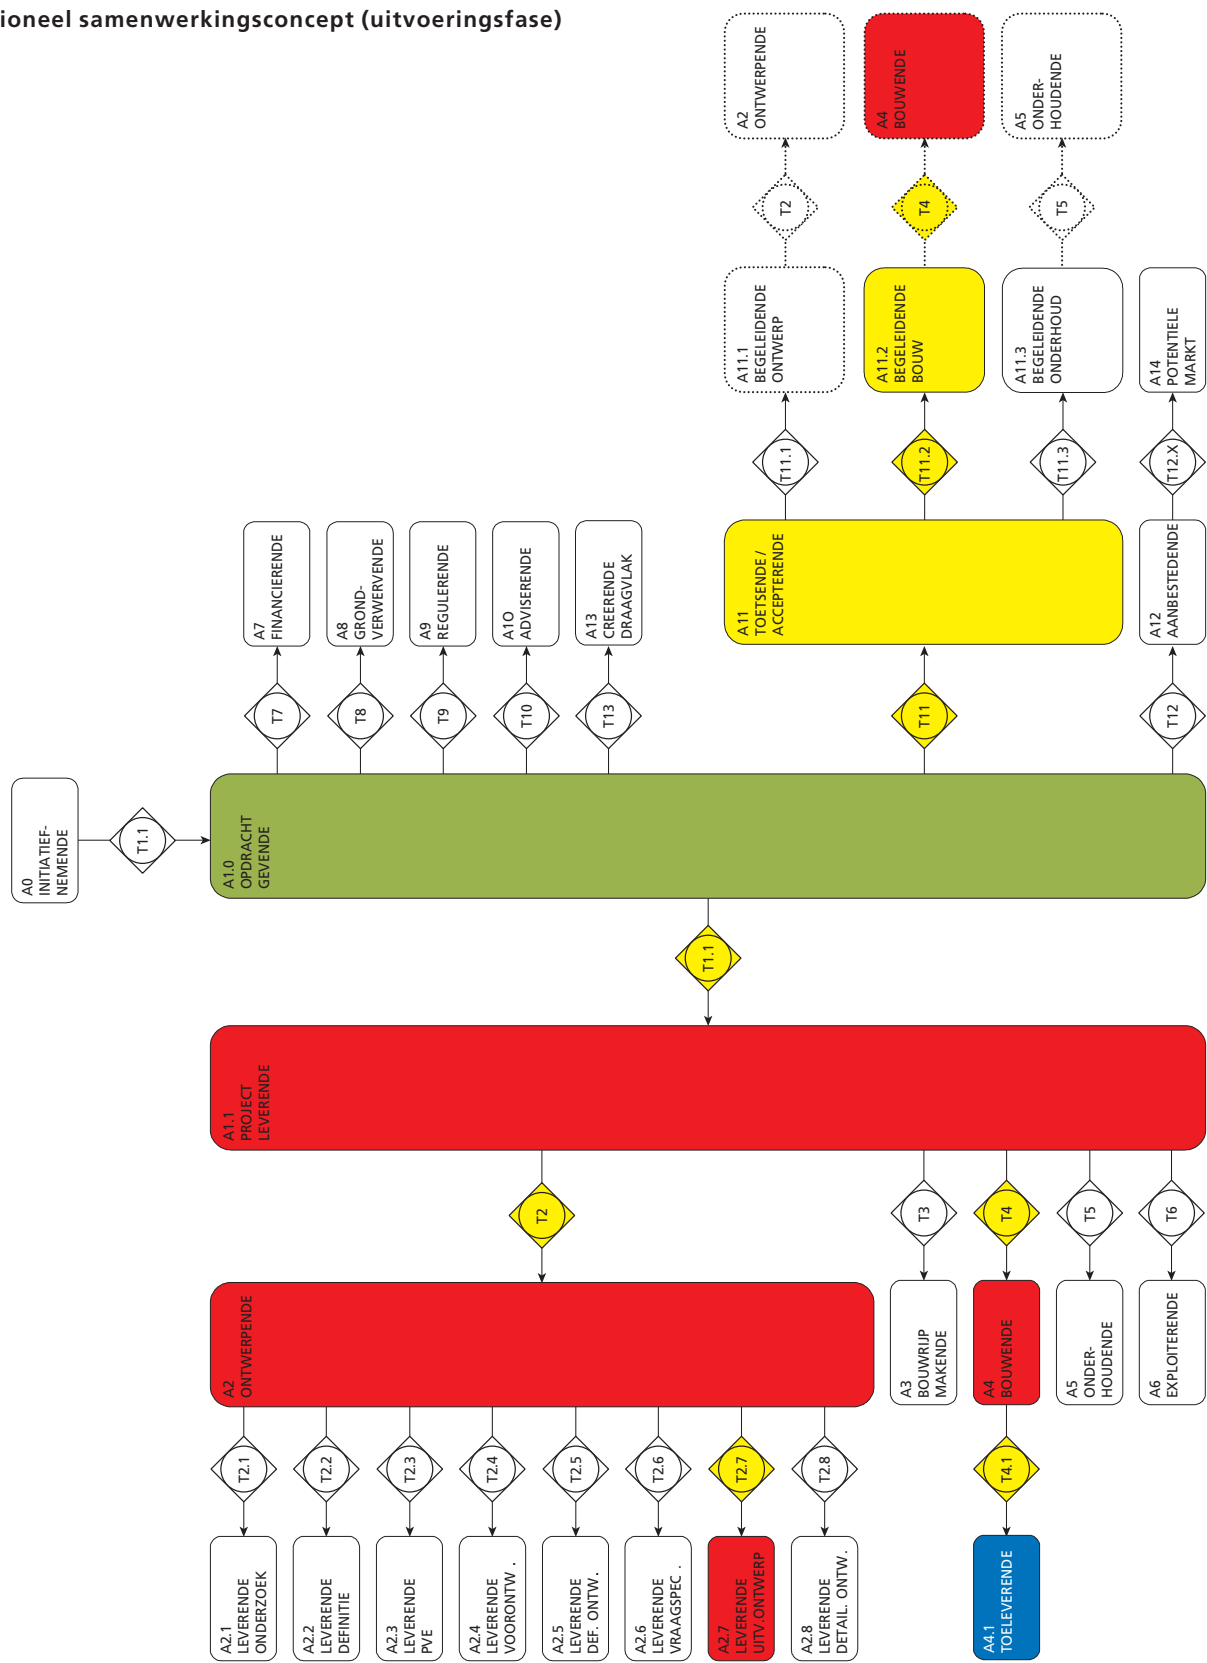 ioneel samenwerkingsconcept (uitvoeringsfase)
A2
ONTWERPENDE
A4
BOUWENDE
A5
ONDER-
HOUDENDE
T2
T4
T5
A11.1
BEGELEIDENDE
ONTWERP
A11.2
BEGELEIDENDE
BOUW
A11.3
BEGELEIDENDE
ONDERHOUD
A14
POTENTIELE
MARKT
T11.1
T11.2
T11.3
T12.X
A7
FINANCIERENDE
A8
GROND-
VERWERVENDE
A9
REGULERENDE
A1O
ADVISERENDE
A13
CREERENDE
DRAAGVLAK
A11
TOETSENDE /
ACCEPTERENDE
A12
AANBESTEDENDE
T7
T8
T9
T10
T13
T11
T12
A0
INITIATIEF-
NEMENDE
T1.1
A1.0
OPDRACHT
GEVENDE
T1.1
A1.1
PROJECT
LEVERENDE
T2
T3
T4
T5
T6
A2
ONTWERPENDE
A3
BOUWRIJP
MAKENDE
A4
BOUWENDE
A5
ONDER-
HOUDENDE
A6
EXPLOITERENDE
T2.1
T2.2
T2.3
T2.4
T2.5
T2.6
T2.7
T2.8
T4.1
A2.1
LEVERENDE
ONDERZOEK
A2.2
LEVERENDE
DEFINITIE
A2.3
LEVERENDE
PVE
A2.4
LEVERENDE
VOORONTW .
A2.5
LEVERENDE
DEF. ONTW.
A2.6
LEVERENDE
VRAAGSPEC .
A2.7
LEVERENDE
UITV.ONTWERP
A2.8
LEVERENDE
DETAIL. ONTW.
A4.1
TOELEVERENDE